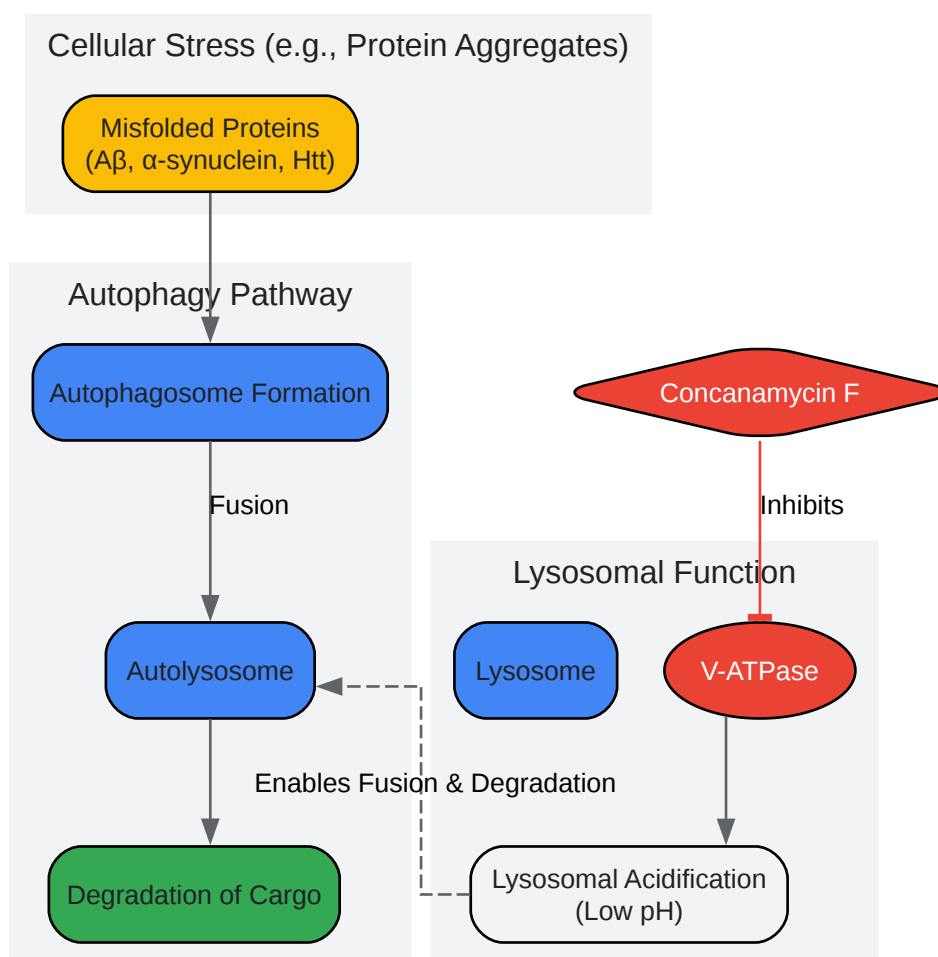 Cellular Stress (e.g., Protein Aggregates)
Misfolded Proteins
(Aβ, α-synuclein, Htt)
Autophagy Pathway
Autophagosome Formation
Concanamycin F
Fusion
Inhibits
Lysosomal Function
Autolysosome
Lysosome
V-ATPase
Enables Fusion & Degradation
Degradation of Cargo
Lysosomal Acidification
(Low pH)